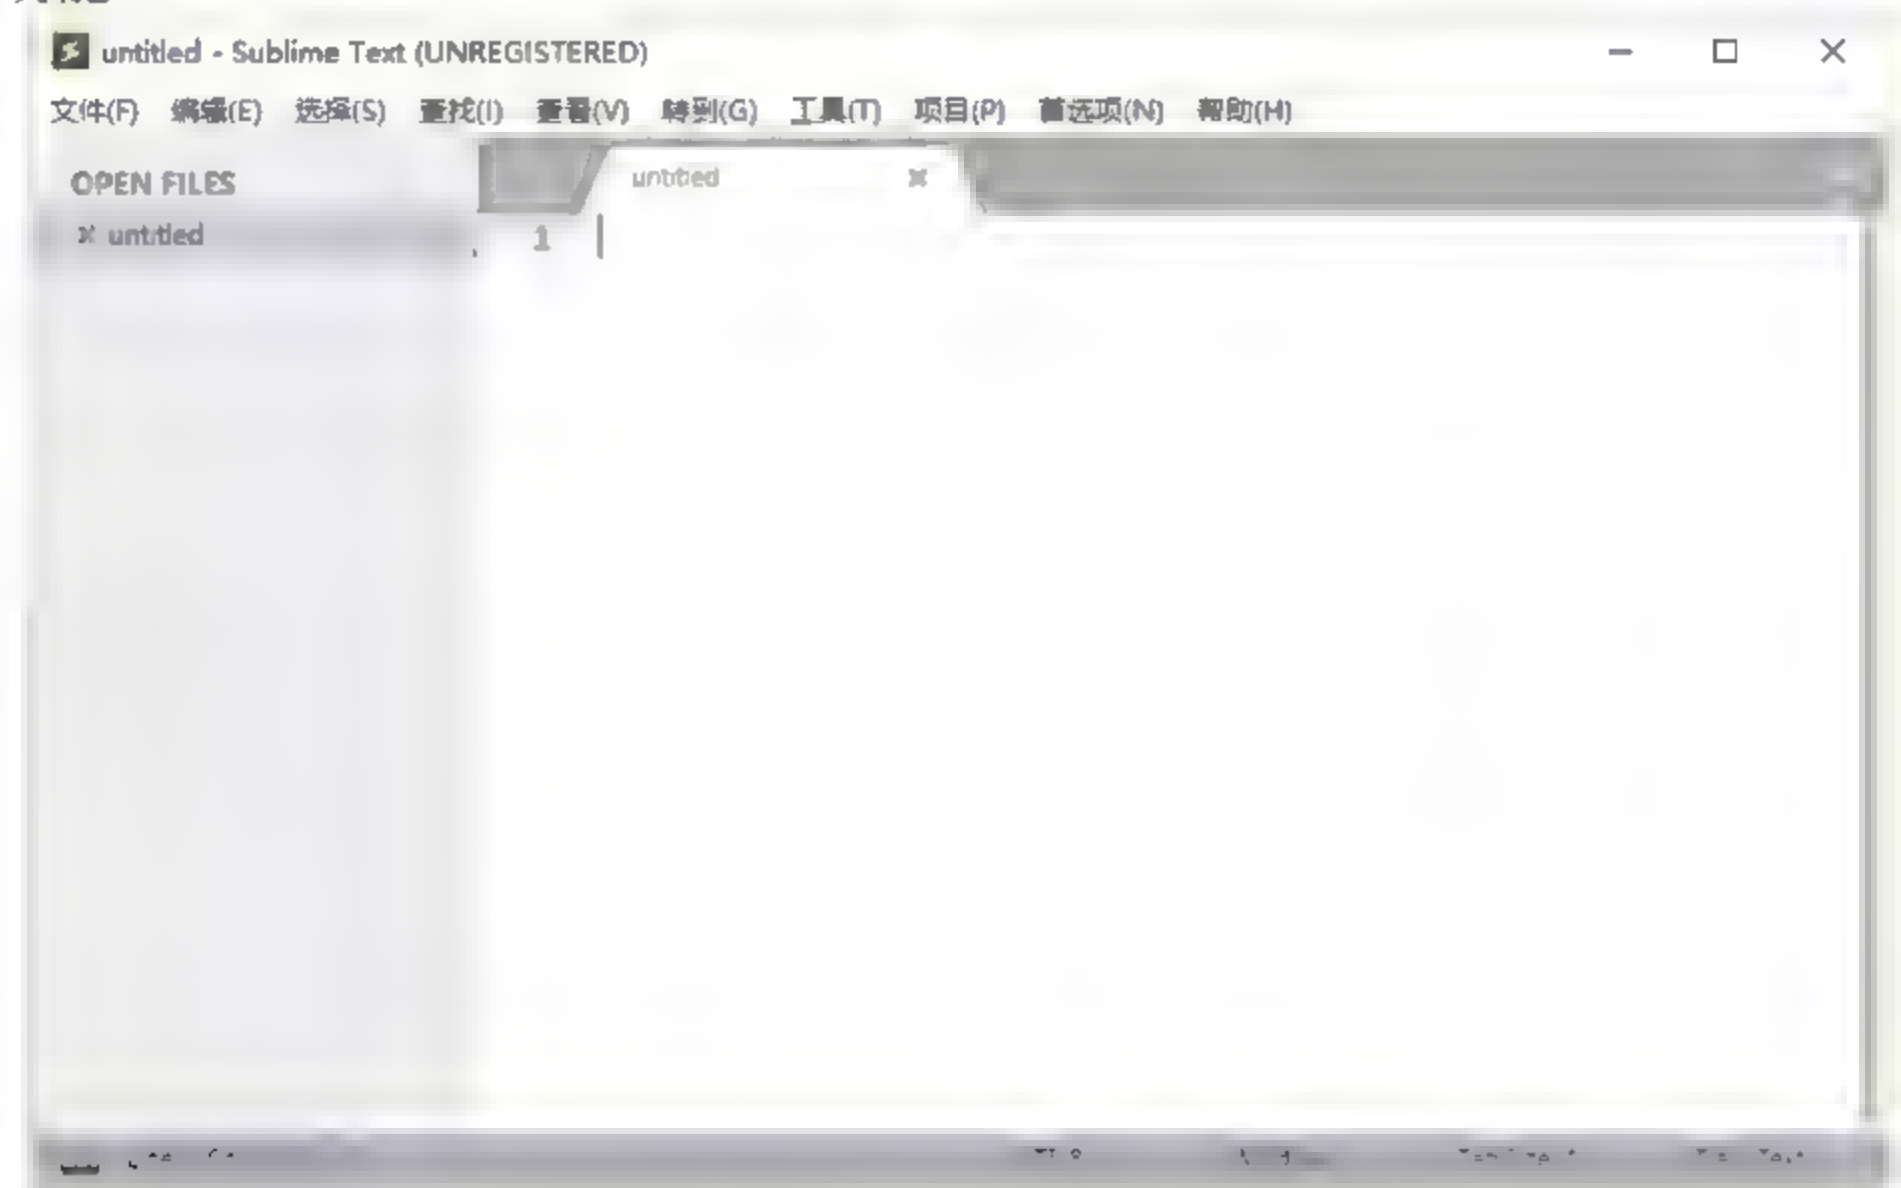 untitled - Sublime Text (UNREGISTERED)
文件(F) 编辑(E) 选择(S) 查找(I) 查看(V) 转到(G) 工具(T) 项目(P) 首选项(N) 帮助(H)
OPEN FILES
untitled
untitled
1